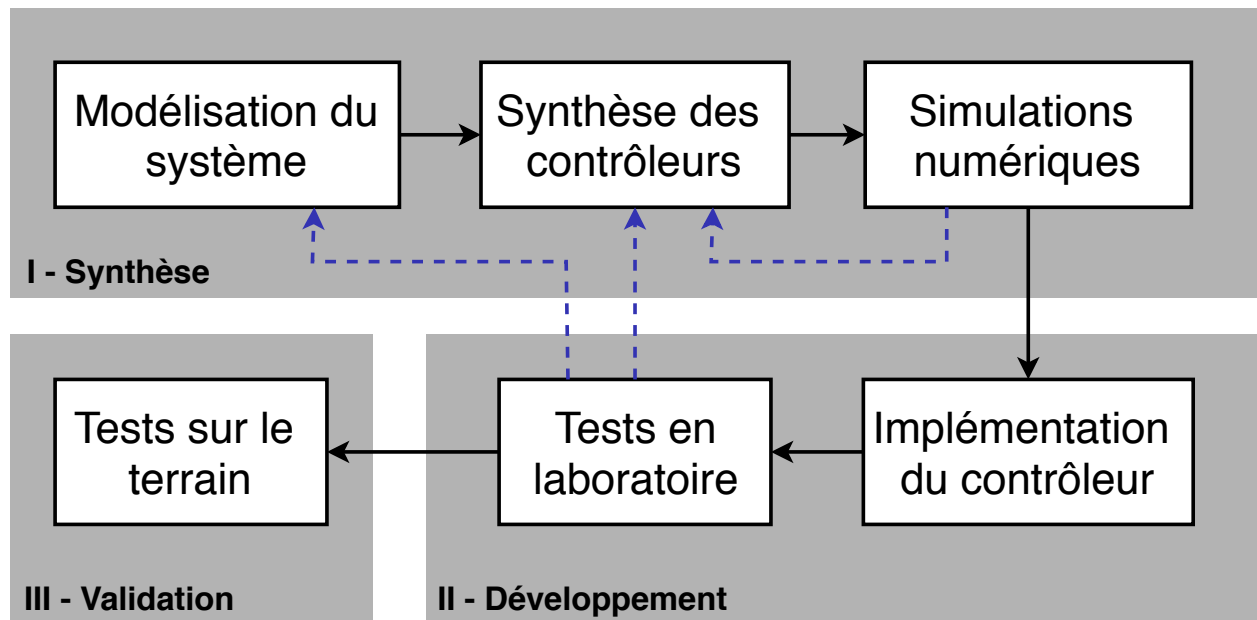 Modélisation du
système
Synthèse des
contrôleurs
Simulations
numériques
I - Synthèse
Tests sur le
terrain
III - Validation
Tests en
laboratoire
Implémentation
du contrôleur
II - Développement